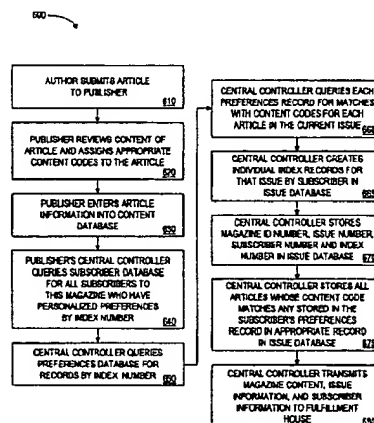 600
AUTHOR SUBMITS ARTICLE
TO PUBLISHER
610
PUBLISHER REVIEWS CONTENT OF
ARTICLE AND ASSIGNS APPROPRIATE
CONTENT CODES TO THE ARTICLE
620
PUBLISHER ENTERS ARTICLE
INFORMATION INTO CONTENT
DATABASE
630
PUBLISHER'S CENTRAL CONTROLLER
QUERIES SUBSCRIBER DATABASE
FOR ALL SUBSCRIBERS TO
THIS MAGAZINE WHO HAVE
PERSONALIZED PREFERENCES
BY INDEX NUMBER
640
CENTRAL CONTROLLER QUERIES
PREFERENCES DATABASE FOR
RECORDS BY INDEX NUMBER
650
CENTRAL CONTROLLER QUERIES EACH
PREFERENCES RECORD FOR MATCHES
WITH CONTENT CODES FOR EACH
ARTICLE IN THE CURRENT ISSUE
660
CENTRAL CONTROLLER CREATES
INDIVIDUAL INDEX RECORDS FOR
THAT ISSUE BY SUBSCRIBER IN
ISSUE DATABASE
665
CENTRAL CONTROLLER STORES
MAGAZINE ID NUMBER, ISSUE NUMBER,
SUBSCRIBER NUMBER AND INDEX
NUMBER IN ISSUE DATABASE
670
CENTRAL CONTROLLER STORES ALL
ARTICLES WHOSE CONTENT CODE
MATCHES ANY STORED IN THE
SUBSCRIBER'S PREFERENCES
RECORD IN APPROPRIATE RECORD
IN ISSUE DATABASE
675
CENTRAL CONTROLLER TRANSMITS
MAGAZINE CONTENT, ISSUE
INFORMATION, AND SUBSCRIBER
INFORMATION TO FULFILLMENT
HOUSE